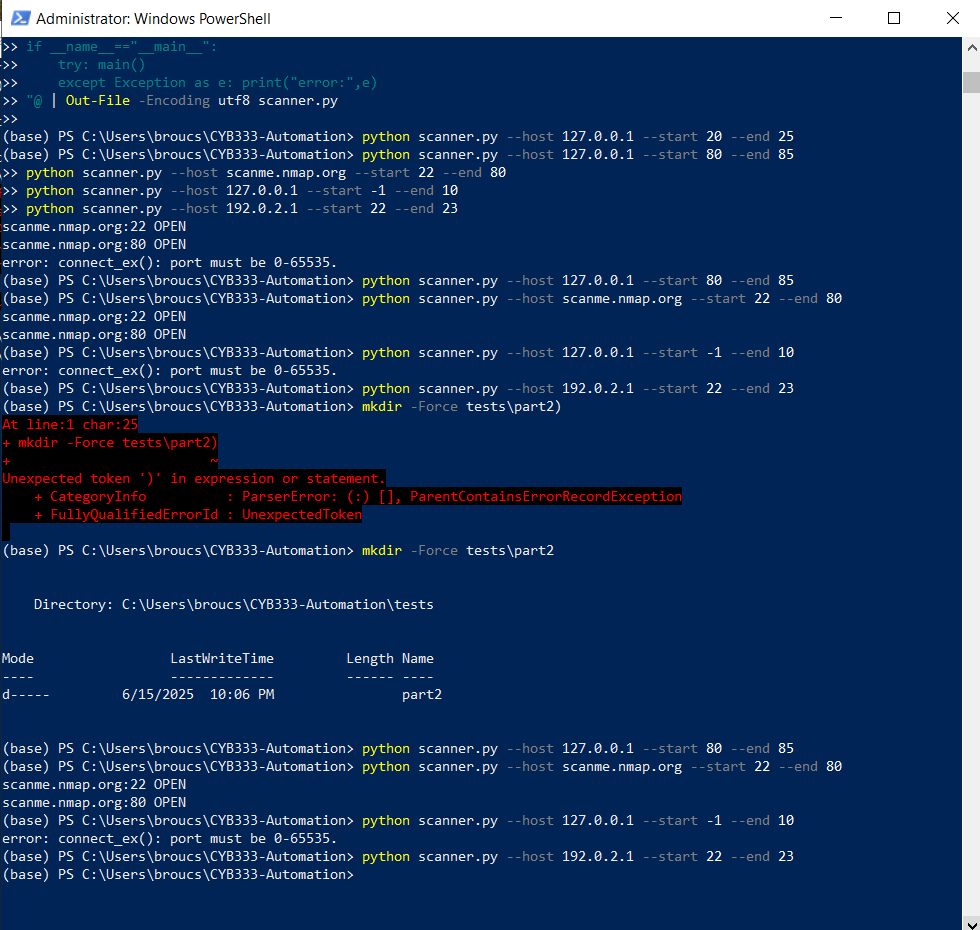 Administrator: Windows PowerShell
>> if __name__=="__main__":
>>     try: main()
>>     except Exception as e: print("error:",e)
>> "@ | Out-File -Encoding utf8 scanner.py
>>
(base) PS C:\Users\broucs\CYB333-Automation> python scanner.py --host 127.0.0.1 --start 20 --end 25
(base) PS C:\Users\broucs\CYB333-Automation> python scanner.py --host 127.0.0.1 --start 80 --end 85
>> python scanner.py --host scanme.nmap.org --start 22 --end 80
>> python scanner.py --host 127.0.0.1 --start -1 --end 10
>> python scanner.py --host 192.0.2.1 --start 22 --end 23
scanme.nmap.org:22 OPEN
scanme.nmap.org:80 OPEN
error: connect_ex(): port must be 0-65535.
(base) PS C:\Users\broucs\CYB333-Automation> python scanner.py --host 127.0.0.1 --start 80 --end 85
(base) PS C:\Users\broucs\CYB333-Automation> python scanner.py --host scanme.nmap.org --start 22 --end 80
scanme.nmap.org:22 OPEN
scanme.nmap.org:80 OPEN
(base) PS C:\Users\broucs\CYB333-Automation> python scanner.py --host 127.0.0.1 --start -1 --end 10
error: connect_ex(): port must be 0-65535.
(base) PS C:\Users\broucs\CYB333-Automation> python scanner.py --host 192.0.2.1 --start 22 --end 23
(base) PS C:\Users\broucs\CYB333-Automation> mkdir -Force tests\part2)
At line:1 char:25
+ mkdir -Force tests\part2)
+                         ~
Unexpected token ')' in expression or statement.
    + CategoryInfo          : ParserError: (:) [], ParentContainsErrorRecordException
    + FullyQualifiedErrorId : UnexpectedToken
(base) PS C:\Users\broucs\CYB333-Automation> mkdir -Force tests\part2
    Directory: C:\Users\broucs\CYB333-Automation\tests
Mode                 LastWriteTime         Length Name
----                 -------------         ------ ----
d-----         6/15/2025  10:06 PM                part2
(base) PS C:\Users\broucs\CYB333-Automation> python scanner.py --host 127.0.0.1 --start 80 --end 85
(base) PS C:\Users\broucs\CYB333-Automation> python scanner.py --host scanme.nmap.org --start 22 --end 80
scanme.nmap.org:22 OPEN
scanme.nmap.org:80 OPEN
(base) PS C:\Users\broucs\CYB333-Automation> python scanner.py --host 127.0.0.1 --start -1 --end 10
error: connect_ex(): port must be 0-65535.
(base) PS C:\Users\broucs\CYB333-Automation> python scanner.py --host 192.0.2.1 --start 22 --end 23
(base) PS C:\Users\broucs\CYB333-Automation>